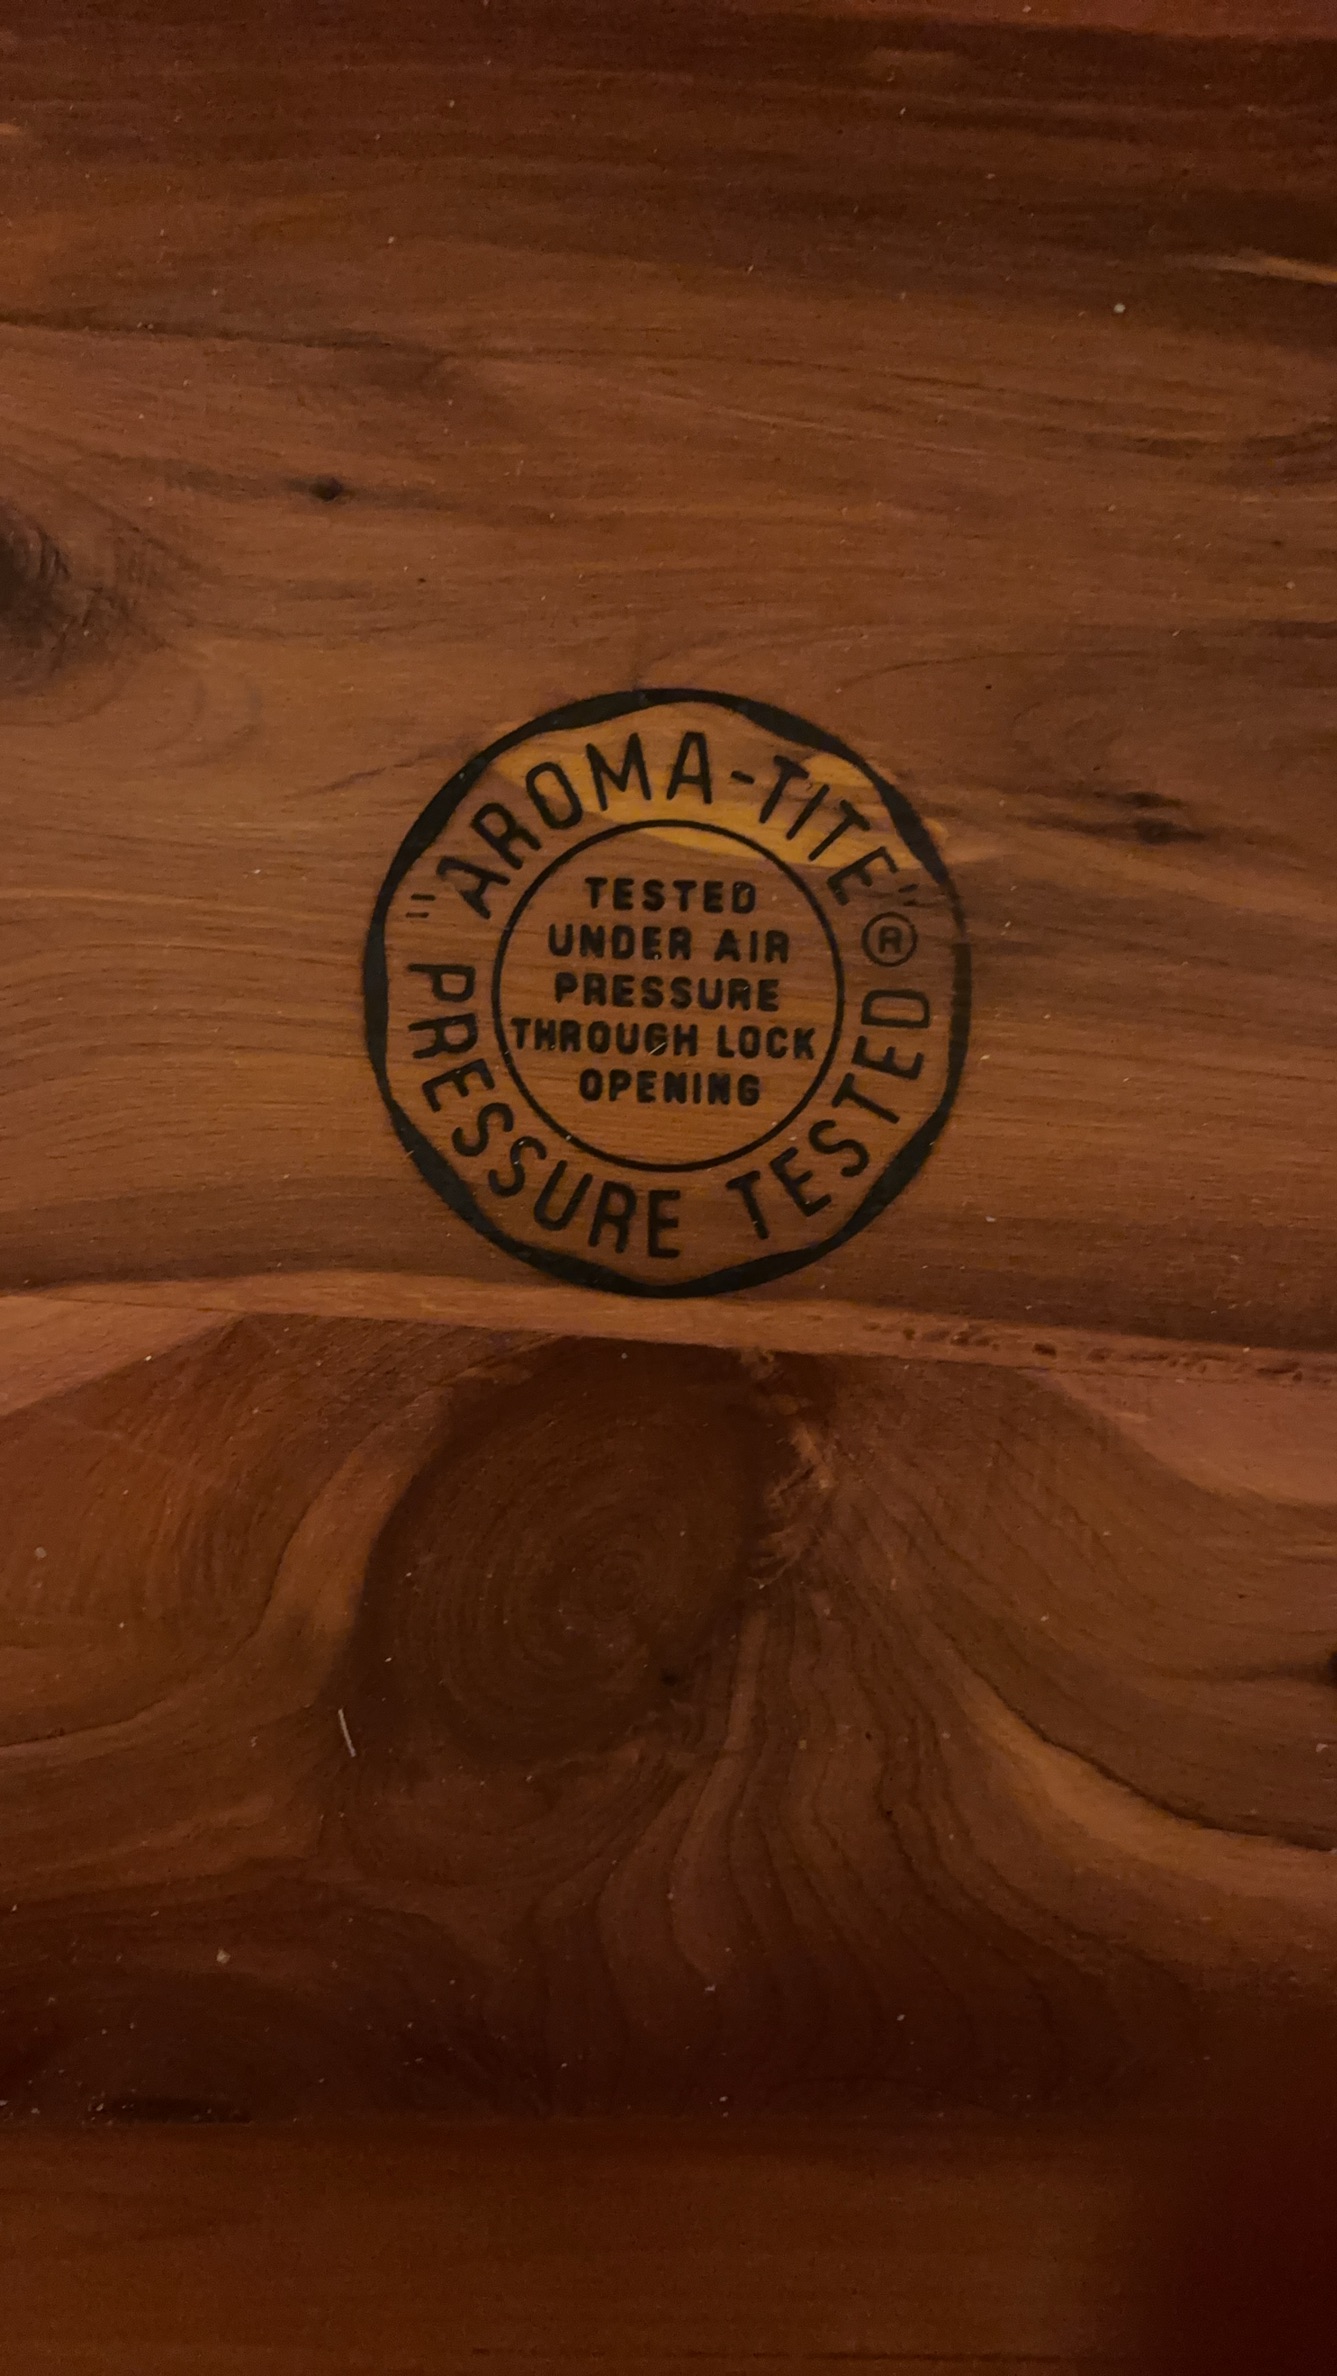 "AROMA-TITE"®
TESTED
UNDER AIR
PRESSURE
THROUGH LOCK
OPENING
PRESSURE TESTED